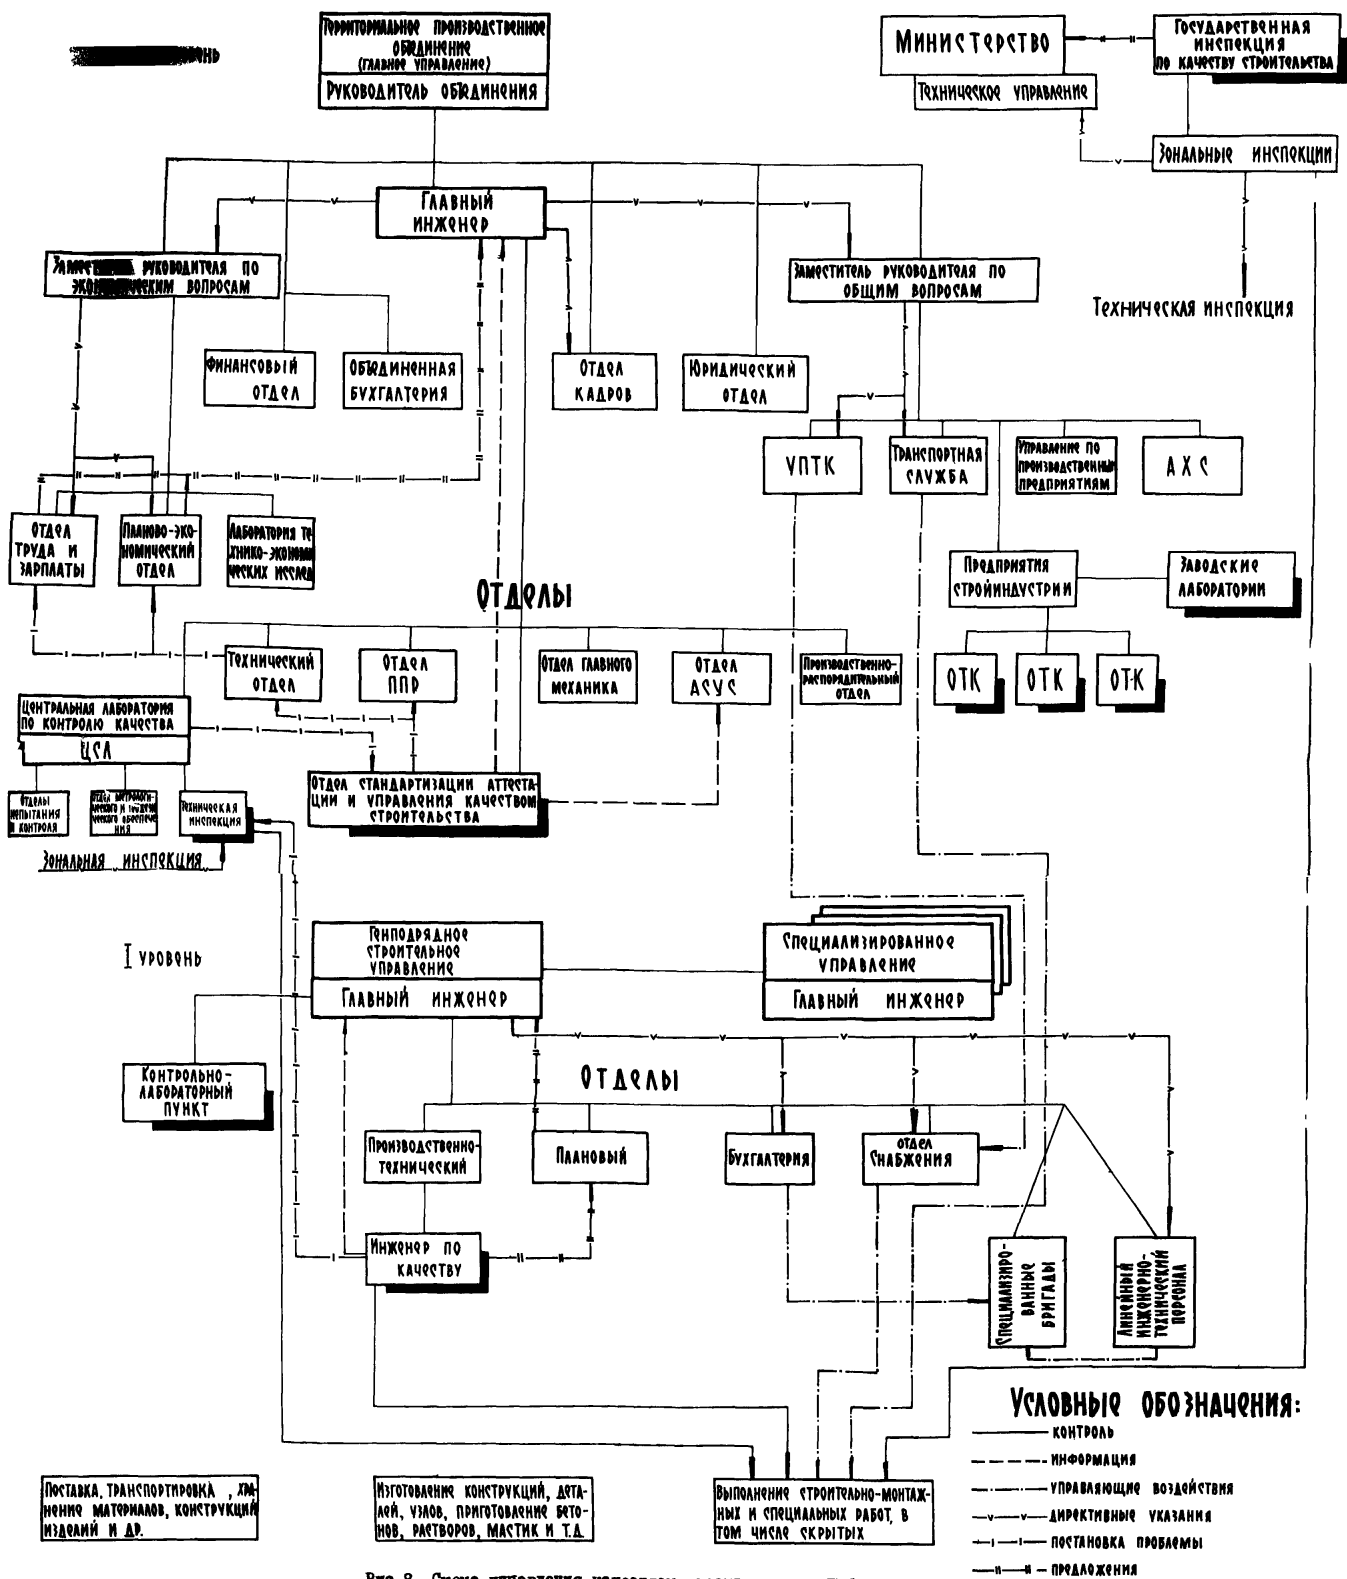 Территориальное производственное
объединение
(главное управление)
Руководитель объединения
Министерство
Техническое управление
Государственная
инспекция
по качеству строительства
Зональные инспекции
Техническая инспекция
Главный
инженер
руководителя по
вопросам
Заместитель руководителя по
общим вопросам
Финансовый
отдел
Объединенная
бухгалтерия
Отдел
кадров
Юридический
отдел
УПТК
Транспортная
служба
Управление по
производственным
предприятиям
АХС
Отдел
труда и
зарплаты
Планово-эко-
номический
отдел
Лаборатория те
хнико-эконом
ических исслед
Предприятия
стройиндустрии
Заводские
лаборатории
ОТК
ОТК
ОТК
Отделы
Технический
отдел
Отдел
ППР
Отдел главного
механика
Отдел
АСУС
Производственно-
распорядительный
отдел
Центральная лаборатория
по контролю качества
ЦСЛ
Отделы
испытания
и контроля
Техническая
инспекция
Зональная инспекция
Отдел стандартизации аттеста-
ции и управления качеством
строительства
I уровень
Генподрядное
строительное
управление
Главный инженер
Специализированное
управление
Главный инженер
Контрольно-
лабораторный
пункт
Отделы
Производственно-
технический
Плановый
Бухгалтерия
отдел
Снабжения
Инженер по
качеству
Специализиро-
ванные
бригады
Линейный
инженерно-
технический
персонал
Поставка, транспортировка, хра-
нение материалов, конструкций
изделий и др.
Изготовление конструкций, дета-
лей, узлов, приготовление бето-
нов, растворов, мастик и т.д.
Выполнение строительно-монтаж-
ных и специальных работ, в
том числе скрытых
Условные обозначения:
контроль
информация
управляющие воздействия
директивные указания
постановка проблемы
предложения